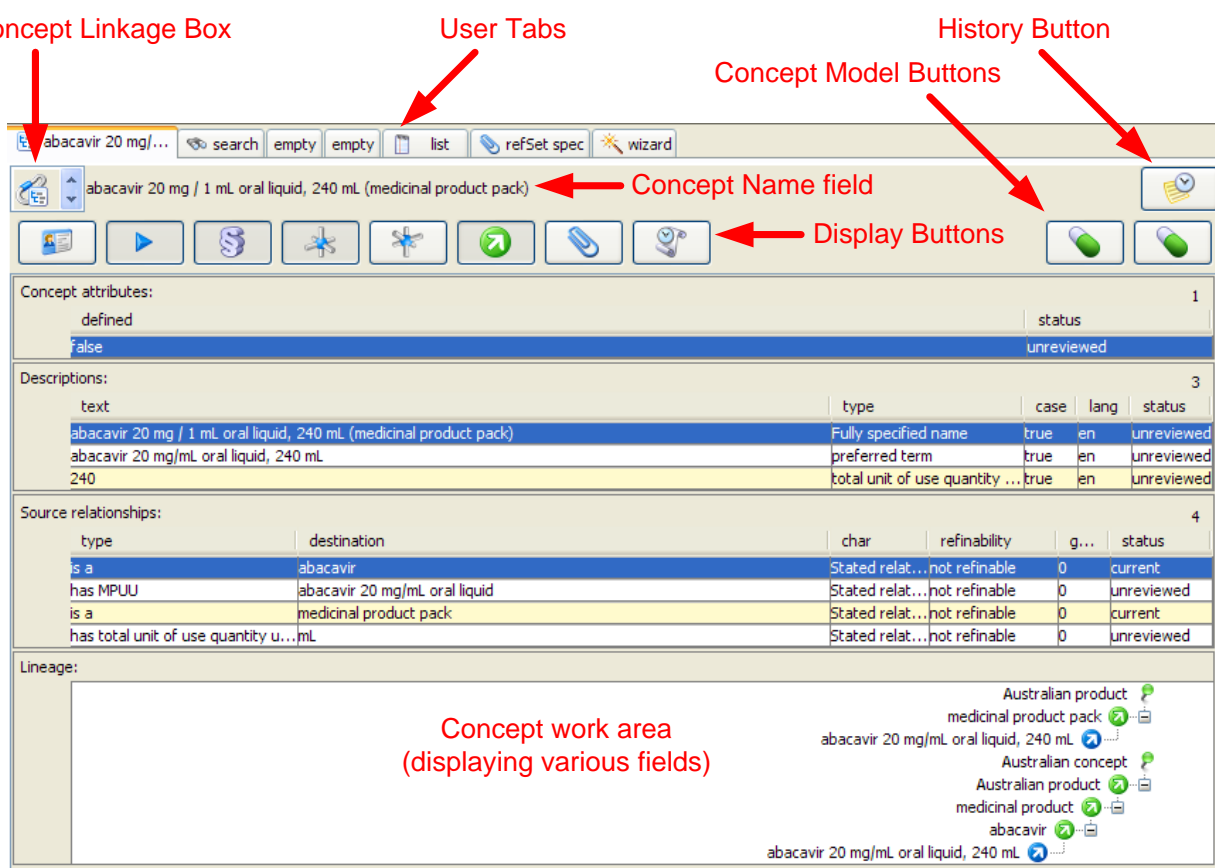 oncept Linkage Box
User Tabs
History Button
Concept Model Buttons
abacavir 20 mg/... search empty empty list refSet spec wizard
abacavir 20 mg / 1 mL oral liquid, 240 mL (medicinal product pack) Concept Name field
Display Buttons
Concept attributes: 1
defined status
false unreviewed
Descriptions: 3
text type case lang status
abacavir 20 mg / 1 mL oral liquid, 240 mL (medicinal product pack) Fully specified name true en unreviewed
abacavir 20 mg/mL oral liquid, 240 mL preferred term true en unreviewed
240 total unit of use quantity ... true en unreviewed
Source relationships: 4
type destination char refinability g... status
is a abacavir Stated relat... not refinable 0 current
has MPUU abacavir 20 mg/mL oral liquid Stated relat... not refinable 0 unreviewed
is a medicinal product pack Stated relat... not refinable 0 current
has total unit of use quantity u... mL Stated relat... not refinable 0 unreviewed
Lineage:
Concept work area
(displaying various fields)
Australian product
medicinal product pack
abacavir 20 mg/mL oral liquid, 240 mL
Australian concept
Australian product
medicinal product
abacavir
abacavir 20 mg/mL oral liquid, 240 mL